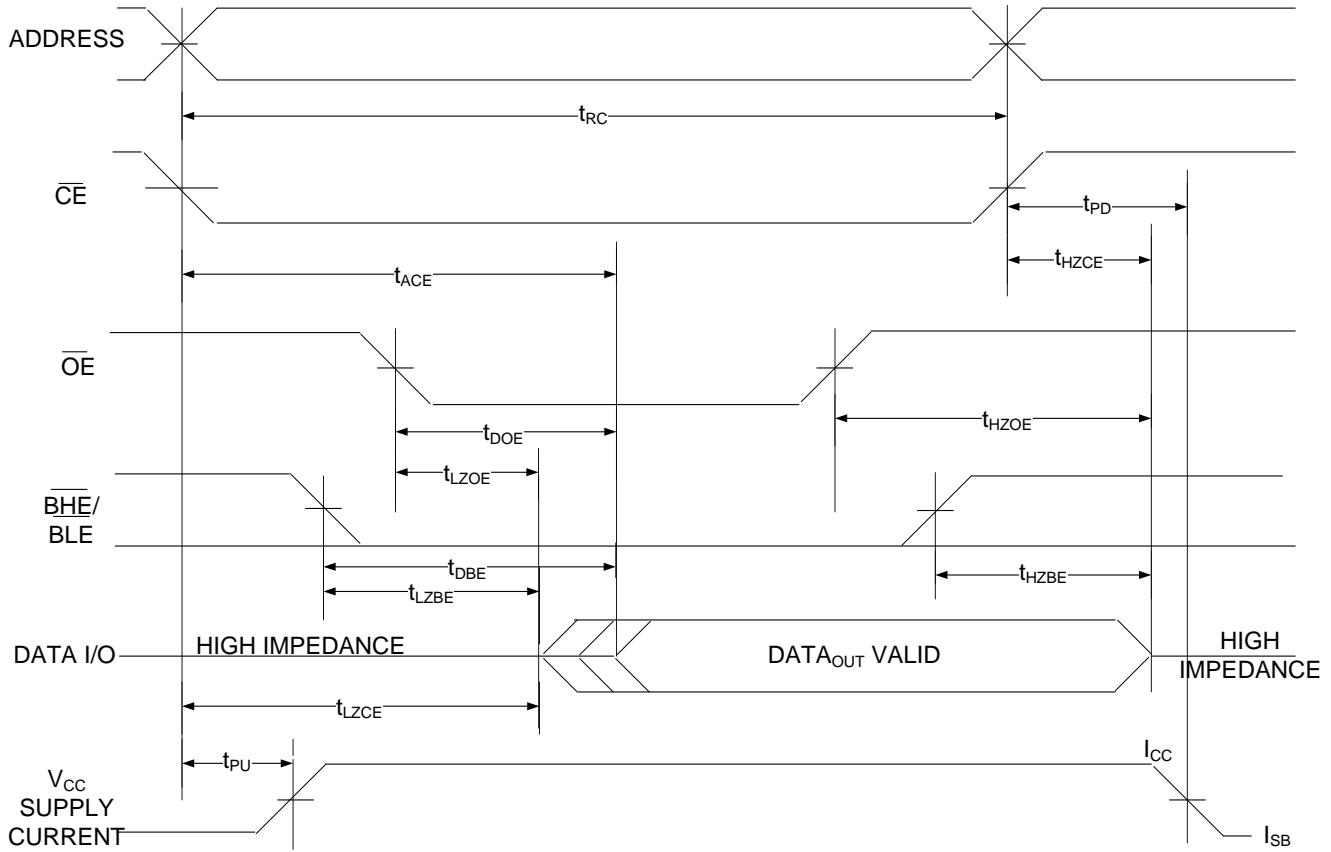 ADDRESS
tRC
CE
tPD
tHZCE
tACE
OE
tDOE
tHZOE
tLZOE
BHE/
BLE
tDBE
tHZBE
tLZBE
DATA I/O
HIGH IMPEDANCE
DATAOUT VALID
HIGH
IMPEDANCE
tLZCE
tPU
ICC
VCC
SUPPLY
CURRENT
ISB